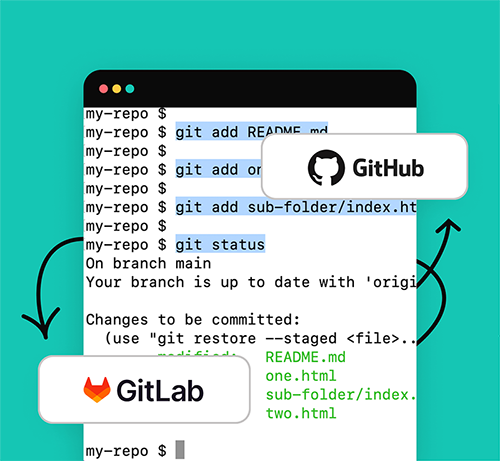 my-repo $
my-repo $ git add README.md
my-repo $
my-repo $ git add on
GitHub
my-repo $
my-repo $ git add sub-folder/index.ht
my-repo $
my-repo $ git status
On branch main
Your branch is up to date with 'origi
Changes to be committed:
(use "git restore --staged <file>..
modified: README.md
GitLab
one.html
sub-folder/index.
two.html
my-repo $